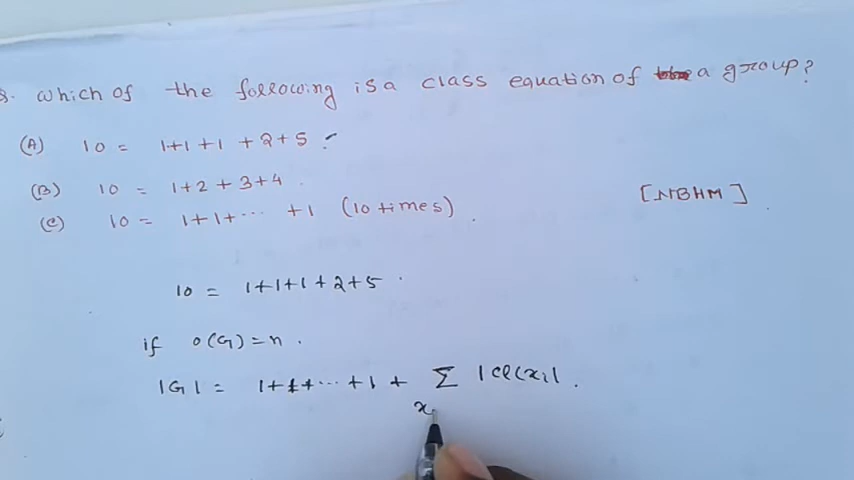 which of the following is a class equation of a group?
(A) 10 = 1+1+1+2+5
(B) 10 = 1+2+3+4
[NBHM]
(C) 10 = 1+1+... +1 (10 times).
10 = 1+1+1+2+5.
if o(G)=n.
|G| = 1+1+...+1 + Σ |cl(xi)|.
x